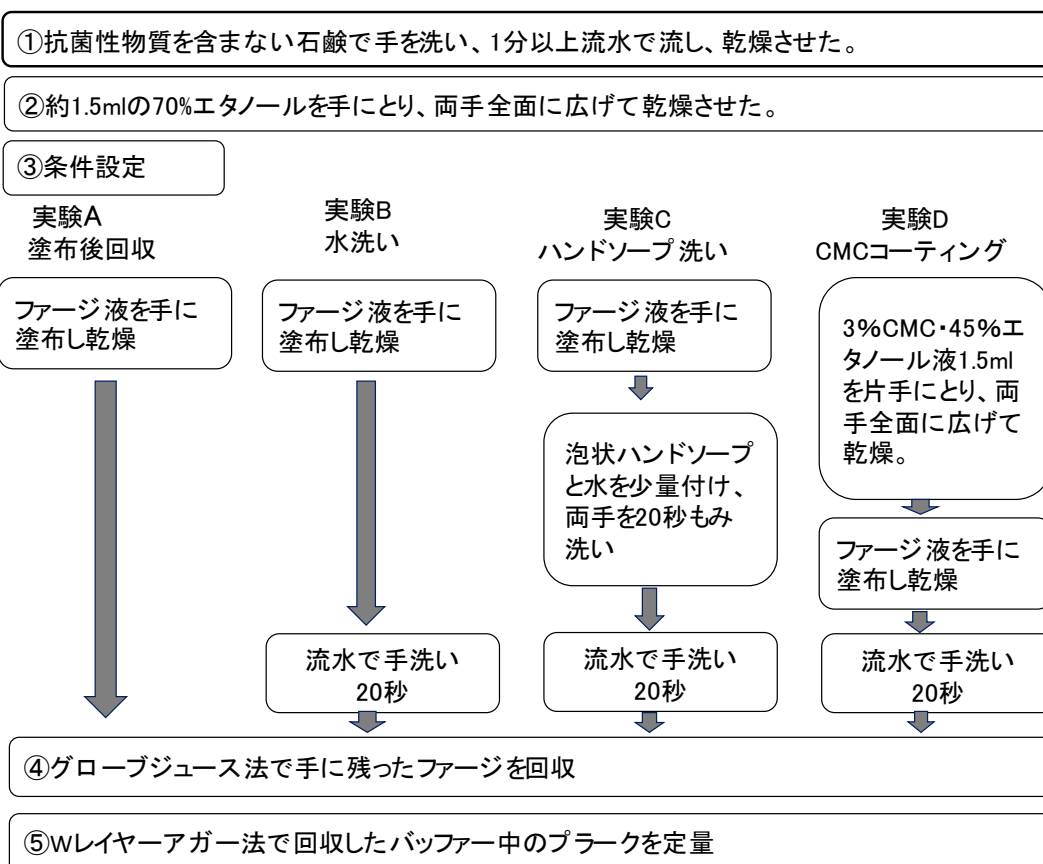 ①抗菌性物質を含まない石鹸で手を洗い、1分以上流水で流し、乾燥させた。
②約1.5mlの70%エタノールを手にとり、両手全面に広げて乾燥させた。
③条件設定
実験A
塗布後回収
ファージ液を手に
塗布し乾燥
実験B
水洗い
ファージ液を手に
塗布し乾燥
流水で手洗い
20秒
実験C
ハンドソープ洗い
ファージ液を手に
塗布し乾燥
泡状ハンドソープ
と水を少量付け、
両手を20秒もみ
洗い
流水で手洗い
20秒
実験D
CMCコーティング
3%CMC・45%エ
タノール液1.5ml
を片手にとり、両
手全面に広げて
乾燥。
ファージ液を手に
塗布し乾燥
流水で手洗い
20秒
④グローブジュース法で手に残ったファージを回収
⑤Wレイヤーアガー法で回収したバッファー中のプラークを定量